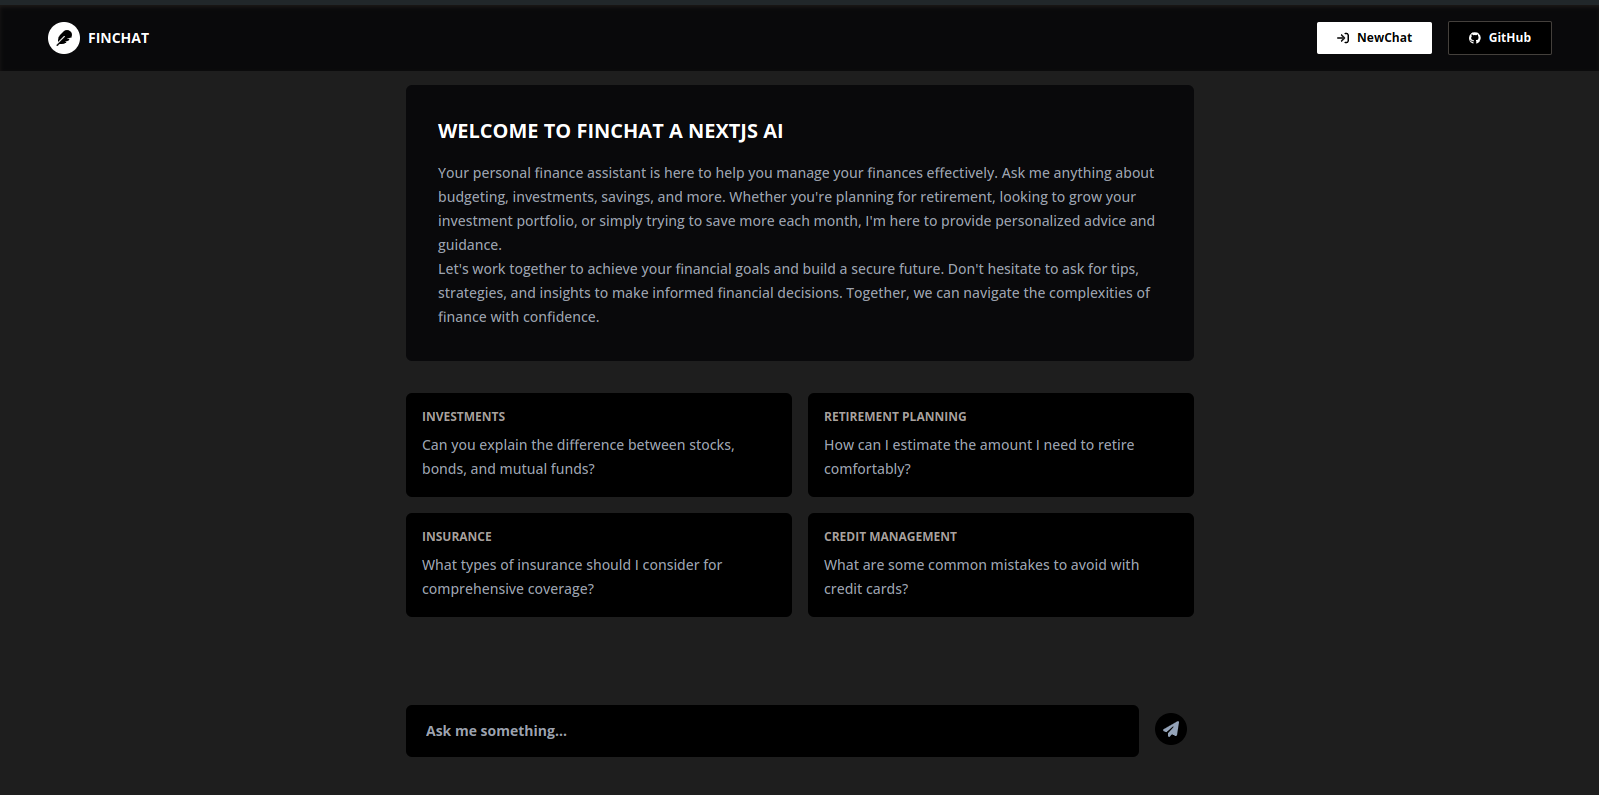 FINCHAT
NewChat
GitHub
WELCOME TO FINCHAT A NEXTJS AI
Your personal finance assistant is here to help you manage your finances effectively. Ask me anything about
budgeting, investments, savings, and more. Whether you're planning for retirement, looking to grow your
investment portfolio, or simply trying to save more each month, I'm here to provide personalized advice and
guidance.
Let's work together to achieve your financial goals and build a secure future. Don't hesitate to ask for tips,
strategies, and insights to make informed financial decisions. Together, we can navigate the complexities of
finance with confidence.
INVESTMENTS
Can you explain the difference between stocks,
bonds, and mutual funds?
RETIREMENT PLANNING
How can I estimate the amount I need to retire
comfortably?
INSURANCE
What types of insurance should I consider for
comprehensive coverage?
CREDIT MANAGEMENT
What are some common mistakes to avoid with
credit cards?
Ask me something...